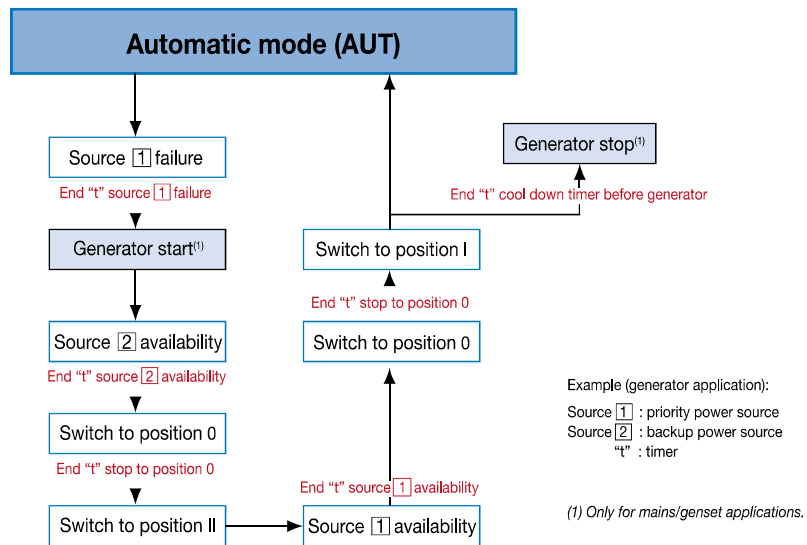 Automatic mode (AUT)
Source 1 failure
End “t” source 1 failure
Generator start(1)
Source 2 availability
End “t” source 2 availability
Switch to position 0
End “t” stop to position 0
Switch to position II
Source 1 availability
End “t” source 1 availability
Switch to position 0
End “t” stop to position 0
Switch to position I
End “t” cool down timer before generator
Generator stop(1)
Example (generator application):
Source 1 : priority power source
Source 2 : backup power source
“t” : timer
(1) Only for mains/genset applications.